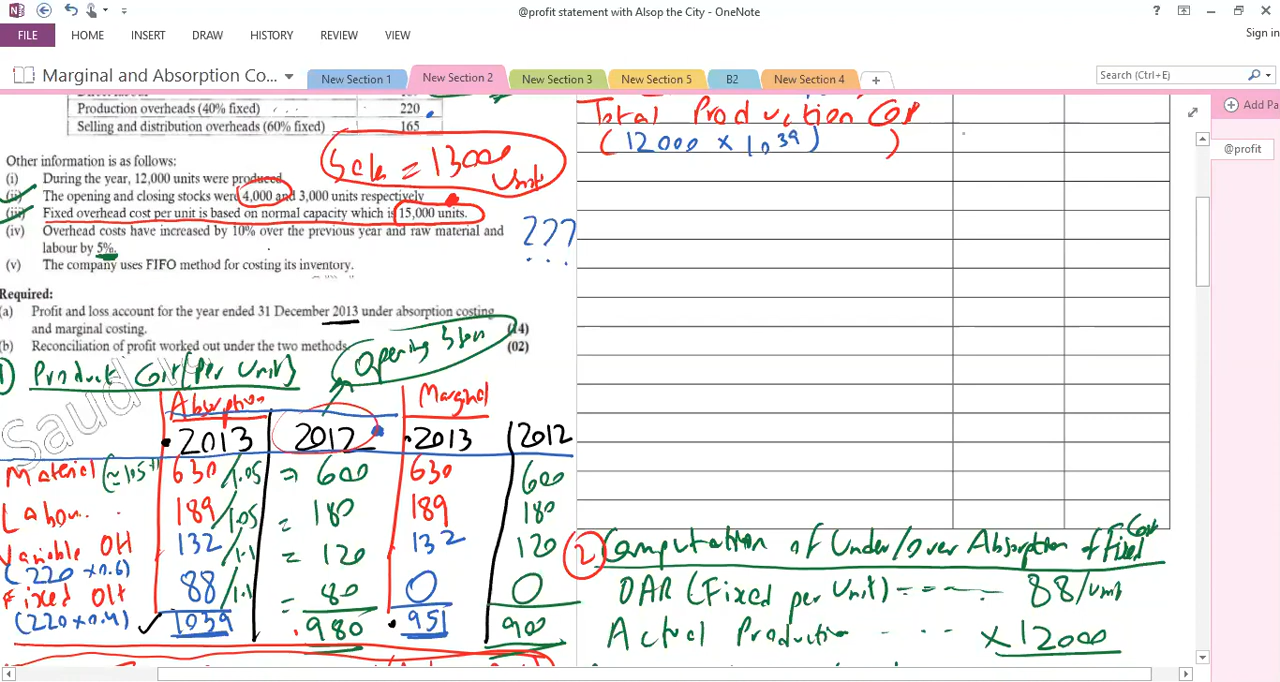 @profit statement with Alsop the City - OneNote
Sign in
FILE HOME INSERT DRAW HISTORY REVIEW VIEW
Marginal and Absorption Co...
New Section 1 New Section 2 New Section 3 New Section 5 B2 New Section 4
Search (Ctrl+E)
Add Pa
@profit
Production overheads (40% fixed) 220
Selling and distribution overheads (60% fixed) 165
Other information is as follows:
(i) During the year, 12,000 units were produced
(ii) The opening and closing stocks were 4,000 and 3,000 units respectively
(iii) Fixed overhead cost per unit is based on normal capacity which is 15,000 units.
(iv) Overhead costs have increased by 10% over the previous year and raw material and
labour by 5%.
(v) The company uses FIFO method for costing its inventory.
Sale = 13000
Units
???
Required:
(a) Profit and loss account for the year ended 31 December 2013 under absorption costing
and marginal costing. (14)
(b) Reconciliation of profit worked out under the two methods. (02)
Opening
1) Product Cost (Per Unit)
Absorption Marginal
2013 2012 2013 2012
Material 630/1.05 = 600 630 600
Labour 189/1.05 = 180 189 180
Variable OH 132/1.1 = 120 132 120
(220 x 0.6)
Fixed OH 88/1.1 = 80 0 0
(220 x 0.4) 1039 980 951 900
Saud
Total Production Cost
(12000 x 1039)
2 Computation of Under/over Absorption of Fixed Cost
OAR (Fixed per Unit) 88/unit
Actual Production x 12000